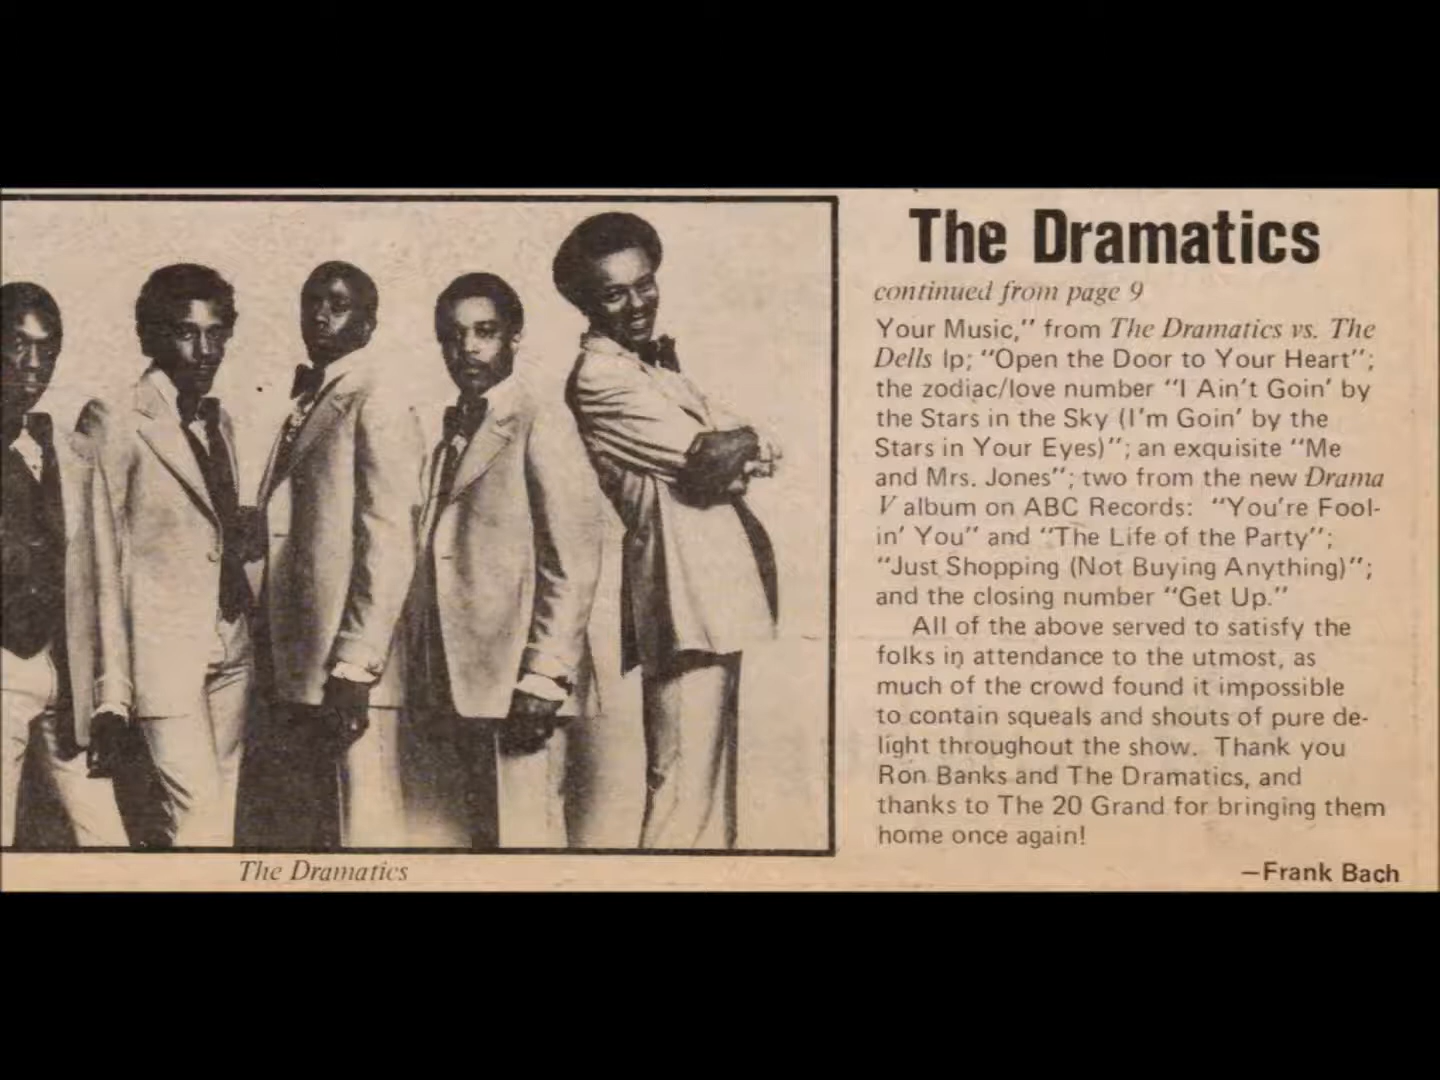 The Dramatics
continued from page 9
Your Music," from The Dramatics vs. The
Dells lp; "Open the Door to Your Heart";
the zodiac/love number "I Ain't Goin' by
the Stars in the Sky (I'm Goin' by the
Stars in Your Eyes)"; an exquisite "Me
and Mrs. Jones"; two from the new Drama
V album on ABC Records: "You're Fool-
in' You" and "The Life of the Party";
"Just Shopping (Not Buying Anything)";
and the closing number "Get Up."
All of the above served to satisfy the
folks in attendance to the utmost, as
much of the crowd found it impossible
to contain squeals and shouts of pure de-
light throughout the show. Thank you
Ron Banks and The Dramatics, and
thanks to The 20 Grand for bringing them
home once again!
—Frank Bach
The Dramatics